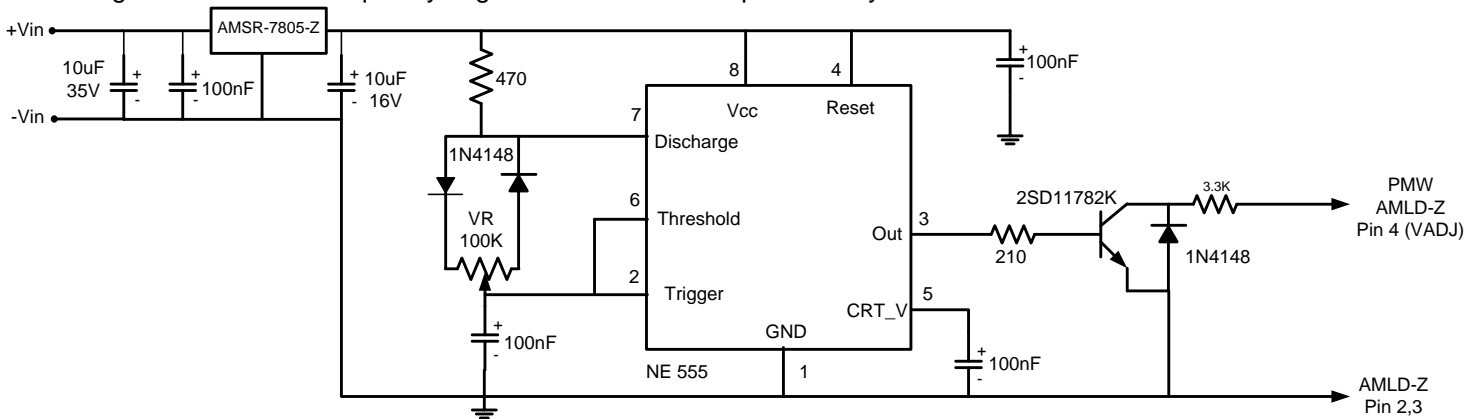 +Vin
AMSR-7805-Z
10uF
35V
+
-
+
-
100nF
+
-
10uF
16V
-Vin
470
1N4148
VR
100K
+
-
100nF
7
Discharge
6
Threshold
2
Trigger
8
Vcc
4
Reset
Out
3
CRT_V
5
GND
1
NE 555
+
-
100nF
210
2SD11782K
1N4148
3.3K
+
-
100nF
PMW
AMLD-Z
Pin 4 (VADJ)
AMLD-Z
Pin 2,3